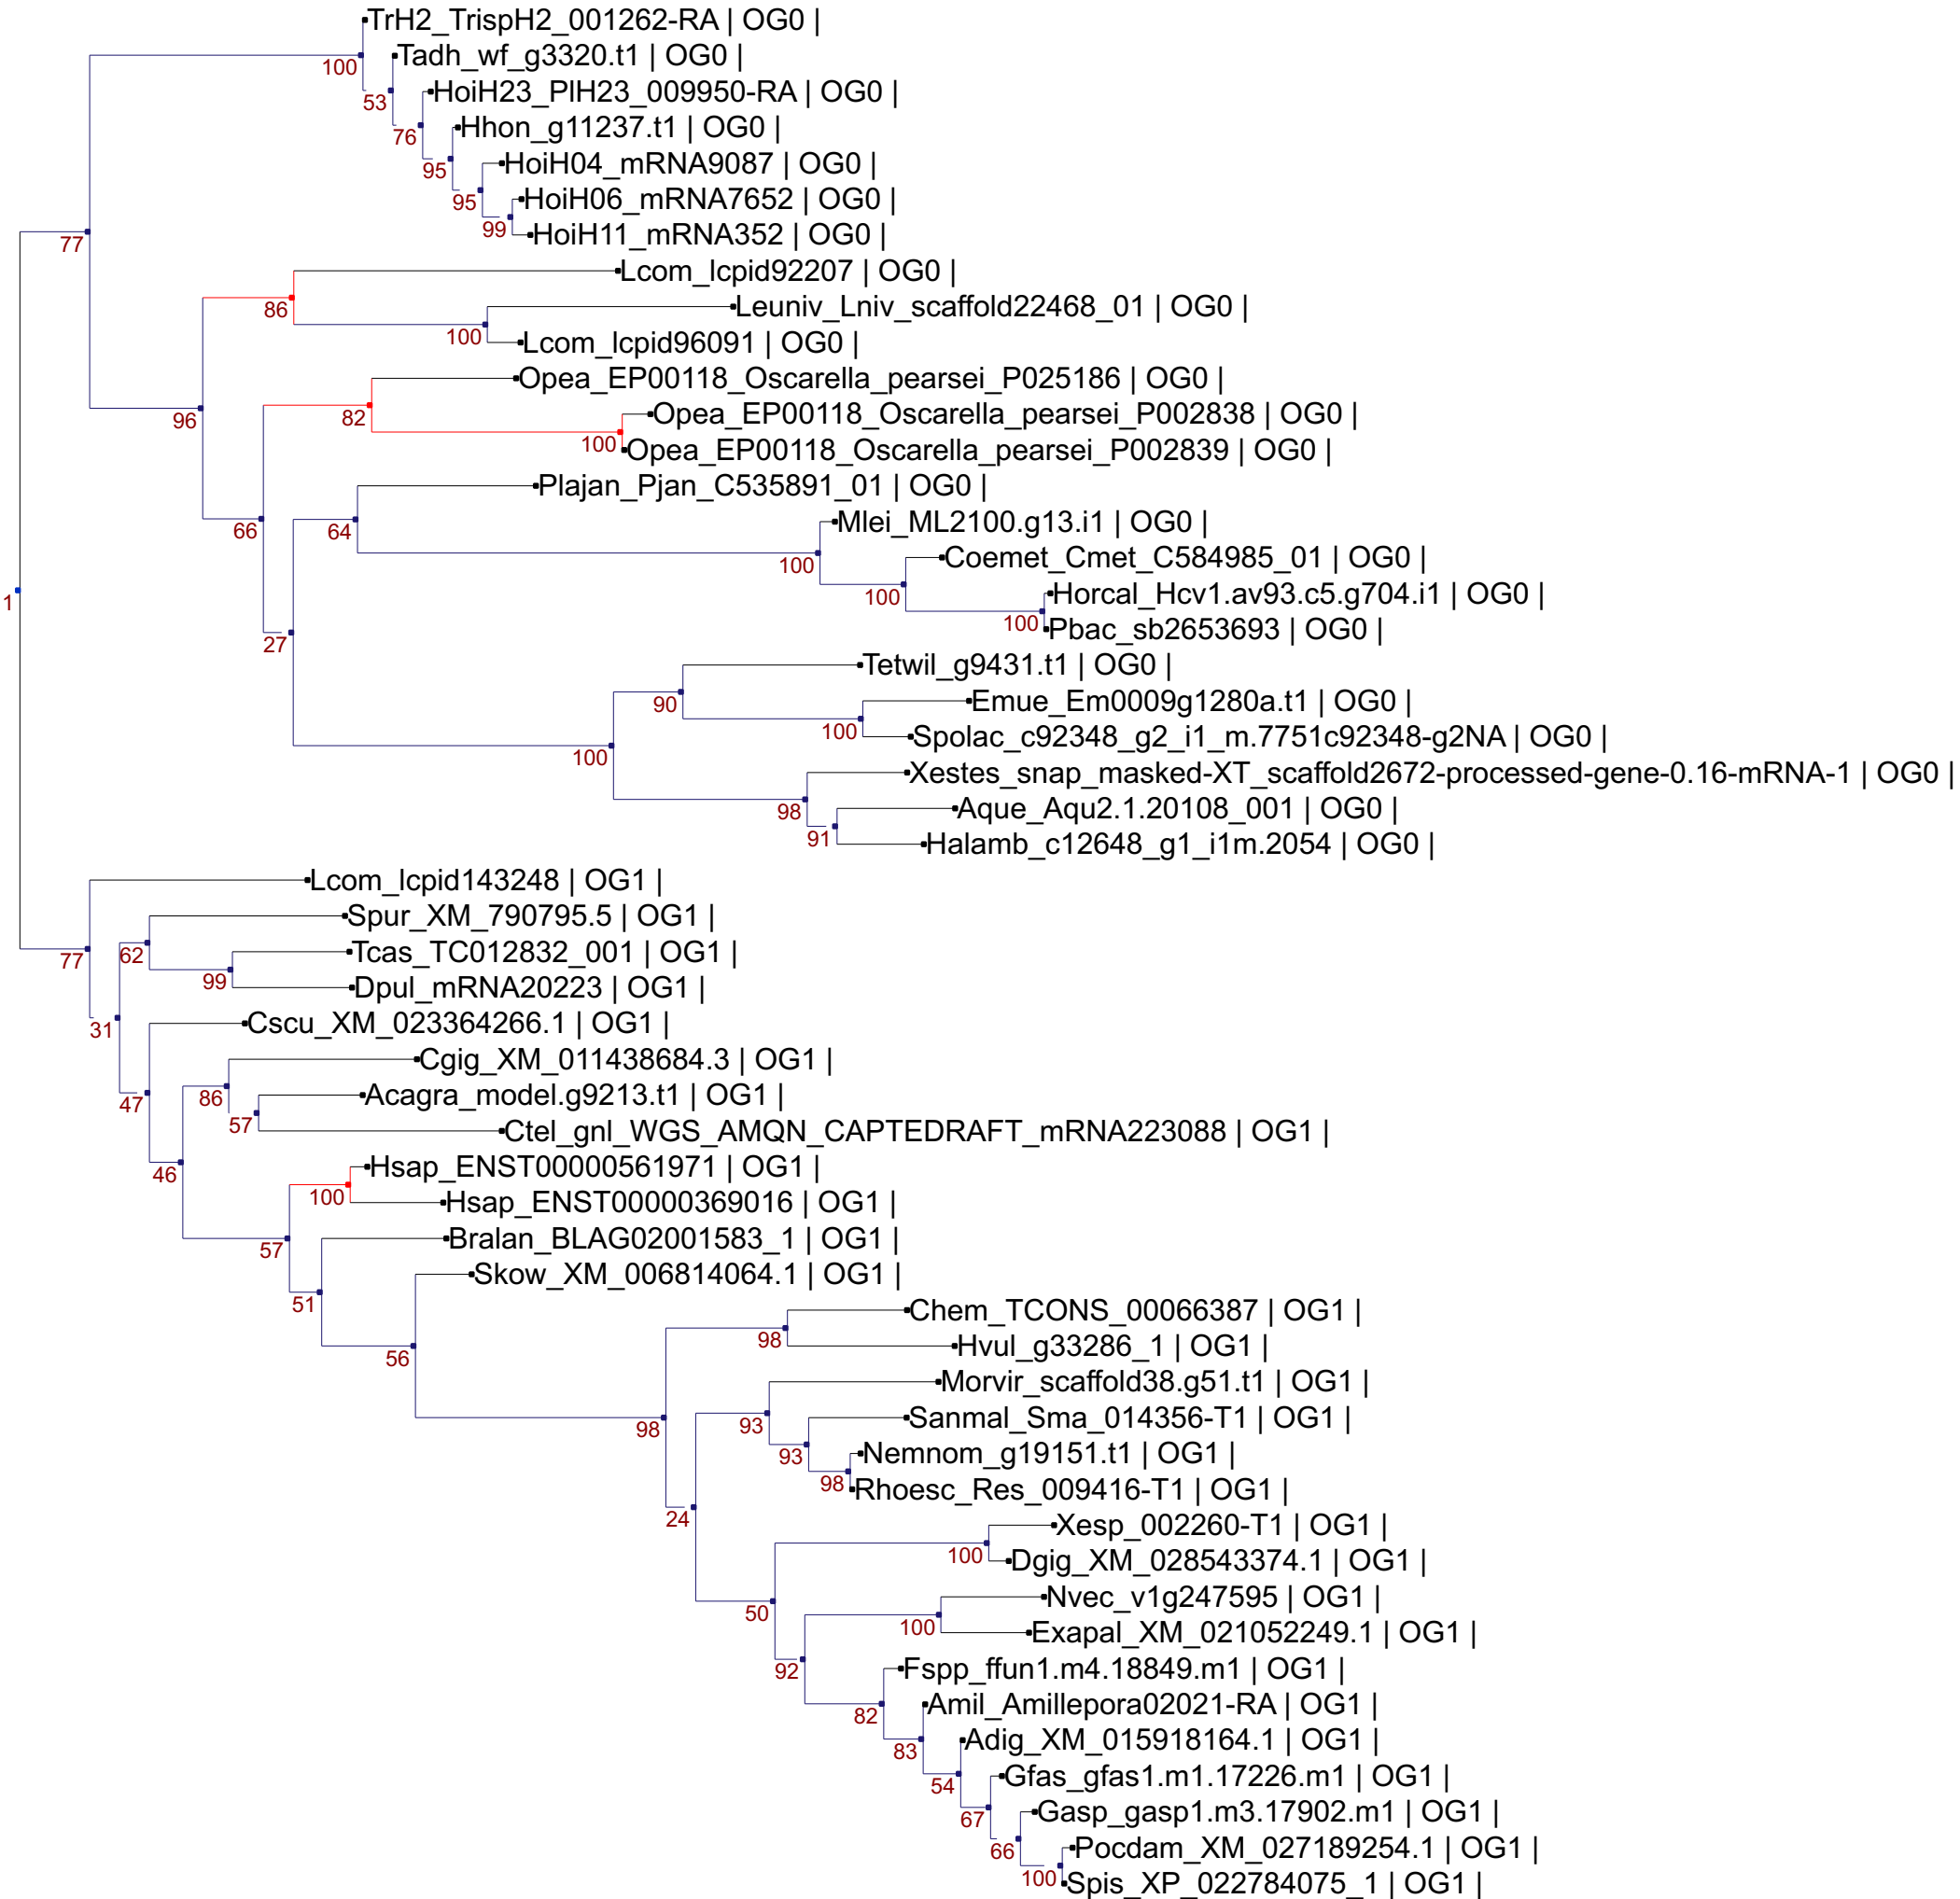 TrH2_TrispH2_001262-RA | OG0 |
100
Tadh_wf_g3320.t1 | OG0 |
53
HoiH23_PlH23_009950-RA | OG0 |
76
Hhon_g11237.t1 | OG0 |
95
HoiH04_mRNA9087 | OG0 |
95
HoiH06_mRNA7652 | OG0 |
99
HoiH11_mRNA352 | OG0 |
77
Lcom_lcpid92207 | OG0 |
86
Leuniv_Lniv_scaffold22468_01 | OG0 |
100
Lcom_lcpid96091 | OG0 |
96
Opea_EP00118_Oscarella_pearsei_P025186 | OG0 |
82
Opea_EP00118_Oscarella_pearsei_P002838 | OG0 |
100
Opea_EP00118_Oscarella_pearsei_P002839 | OG0 |
66
Plajan_Pjan_C535891_01 | OG0 |
64
Mlei_ML2100.g13.i1 | OG0 |
100
Coemet_Cmet_C584985_01 | OG0 |
100
Horcal_Hcv1.av93.c5.g704.i1 | OG0 |
100
Pbac_sb2653693 | OG0 |
1
27
Tetwil_g9431.t1 | OG0 |
90
Emue_Em0009g1280a.t1 | OG0 |
100
Spolac_c92348_g2_i1_m.7751c92348-g2NA | OG0 |
100
Xestes_snap_masked-XT_scaffold2672-processed-gene-0.16-mRNA-1 | OG0 |
98
Aque_Aqu2.1.20108_001 | OG0 |
91
Halamb_c12648_g1_i1m.2054 | OG0 |
Lcom_lcpid143248 | OG1 |
77
Spur_XM_790795.5 | OG1 |
62
Tcas_TC012832_001 | OG1 |
99
Dpul_mRNA20223 | OG1 |
31
Cscu_XM_023364266.1 | OG1 |
47
Cgig_XM_011438684.3 | OG1 |
86
Acagra_model.g9213.t1 | OG1 |
57
Ctel_gnl_WGS_AMQN_CAPTEDRAFT_mRNA223088 | OG1 |
46
Hsap_ENST00000561971 | OG1 |
100
Hsap_ENST00000369016 | OG1 |
57
Bralan_BLAG02001583_1 | OG1 |
51
Skow_XM_006814064.1 | OG1 |
56
Chem_TCONS_00066387 | OG1 |
98
Hvul_g33286_1 | OG1 |
98
Morvir_scaffold38.g51.t1 | OG1 |
93
Sanmal_Sma_014356-T1 | OG1 |
93
Nemnom_g19151.t1 | OG1 |
98
Rhoesc_Res_009416-T1 | OG1 |
24
Xesp_002260-T1 | OG1 |
100
Dgig_XM_028543374.1 | OG1 |
50
Nvec_v1g247595 | OG1 |
100
Exapal_XM_021052249.1 | OG1 |
92
Fspp_ffun1.m4.18849.m1 | OG1 |
82
Amil_Amillepora02021-RA | OG1 |
83
Adig_XM_015918164.1 | OG1 |
54
Gfas_gfas1.m1.17226.m1 | OG1 |
67
Gasp_gasp1.m3.17902.m1 | OG1 |
66
Pocdam_XM_027189254.1 | OG1 |
100
Spis_XP_022784075_1 | OG1 |